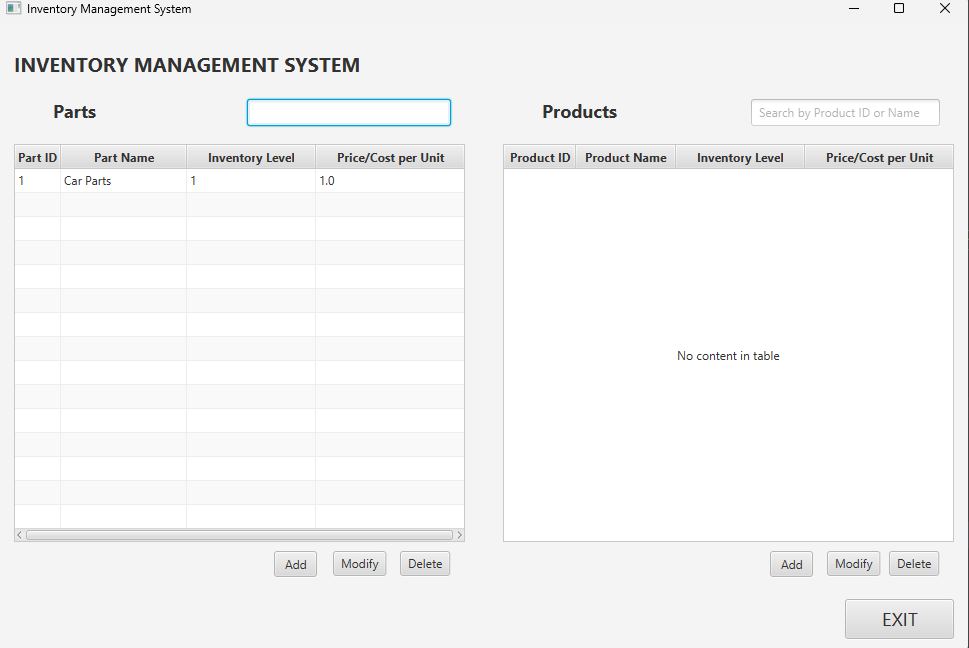 Inventory Management System
INVENTORY MANAGEMENT SYSTEM
Parts
Products
Search by Product ID or Name
Part ID Part Name Inventory Level Price/Cost per Unit
1 Car Parts 1 1.0
Product ID Product Name Inventory Level Price/Cost per Unit
No content in table
Add Modify Delete
Add Modify Delete
EXIT